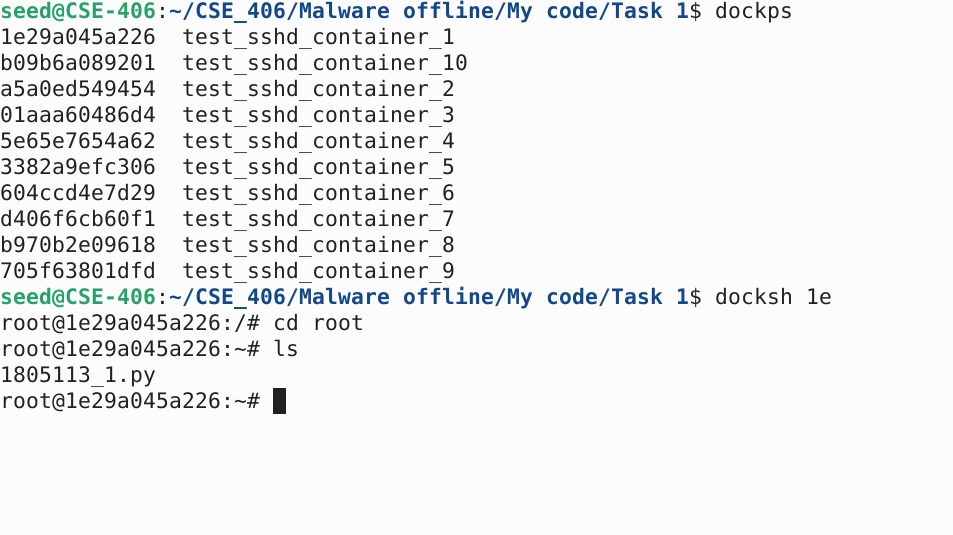 seed@CSE-406:~/CSE_406/Malware offline/My code/Task 1$ dockps
1e29a045a226  test_sshd_container_1
b09b6a089201  test_sshd_container_10
a5a0ed549454  test_sshd_container_2
01aaa60486d4  test_sshd_container_3
5e65e7654a62  test_sshd_container_4
3382a9efc306  test_sshd_container_5
604ccd4e7d29  test_sshd_container_6
d406f6cb60f1  test_sshd_container_7
b970b2e09618  test_sshd_container_8
705f63801dfd  test_sshd_container_9
seed@CSE-406:~/CSE_406/Malware offline/My code/Task 1$ docksh 1e
root@1e29a045a226:/# cd root
root@1e29a045a226:~# ls
1805113_1.py
root@1e29a045a226:~#